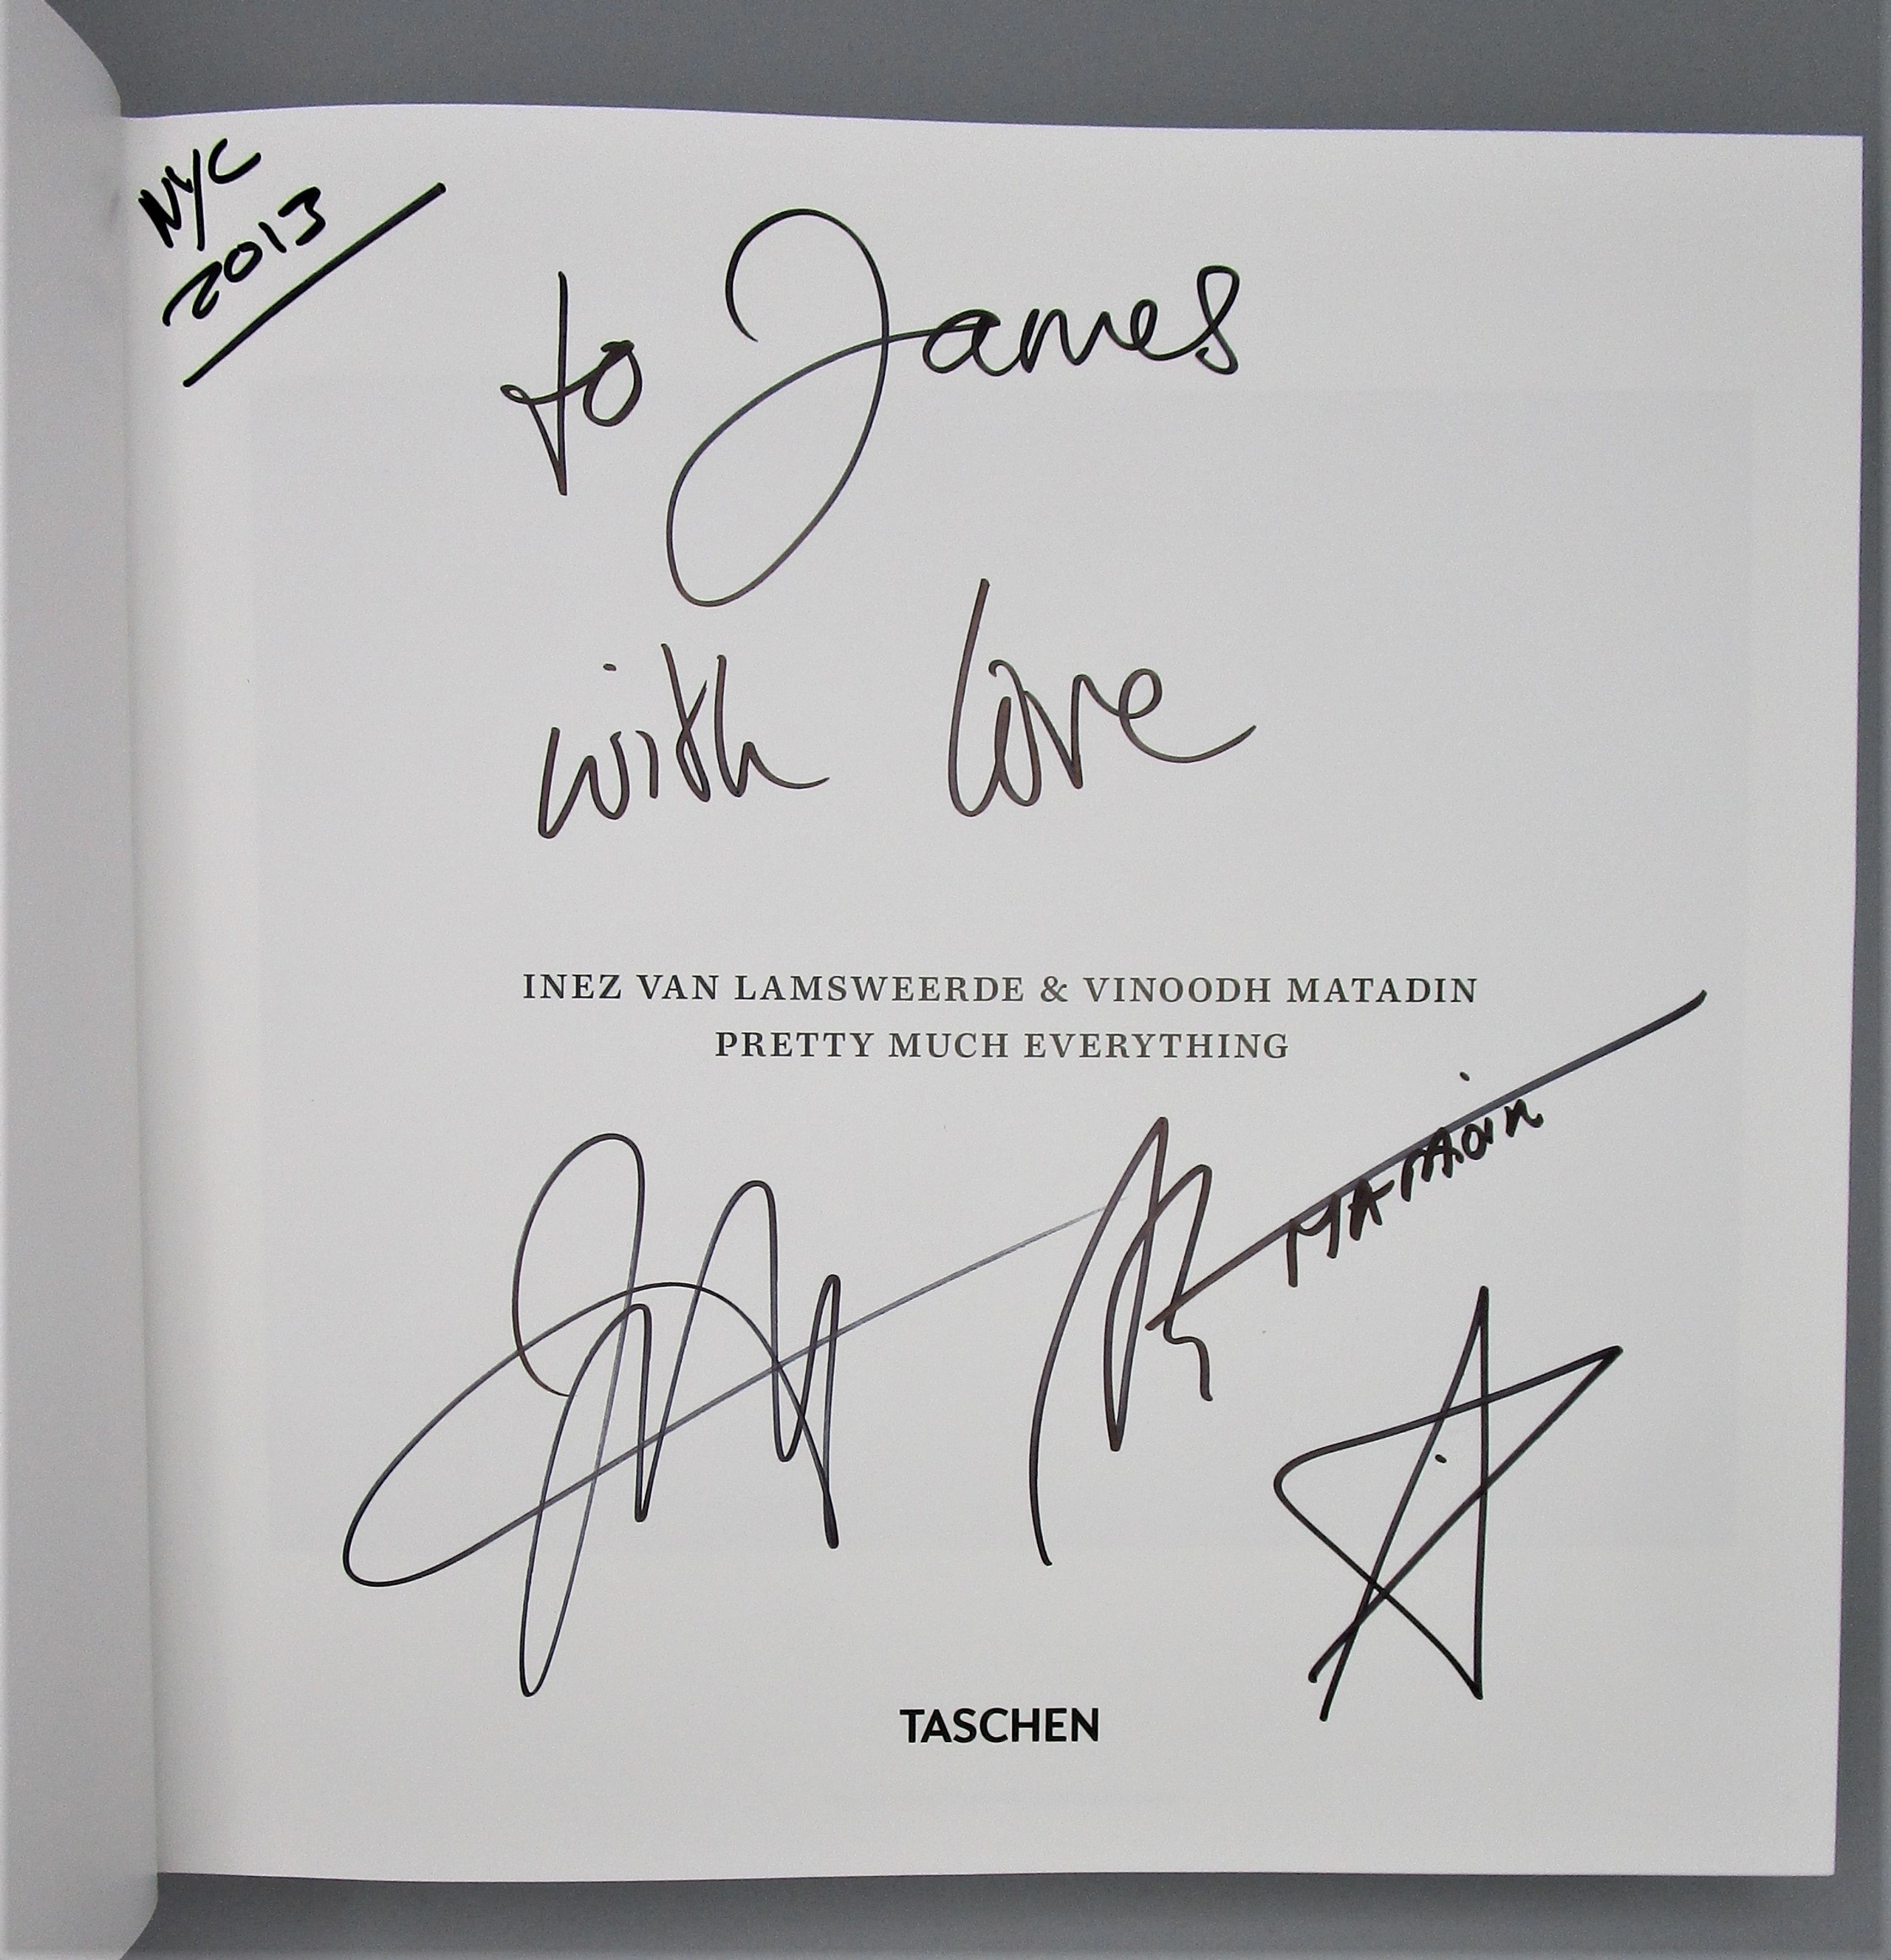 NYC
2013
to James
with love
INEZ VAN LAMSWEERDE & VINOODH MATADIN
PRETTY MUCH EVERYTHING
MATADIN
TASCHEN